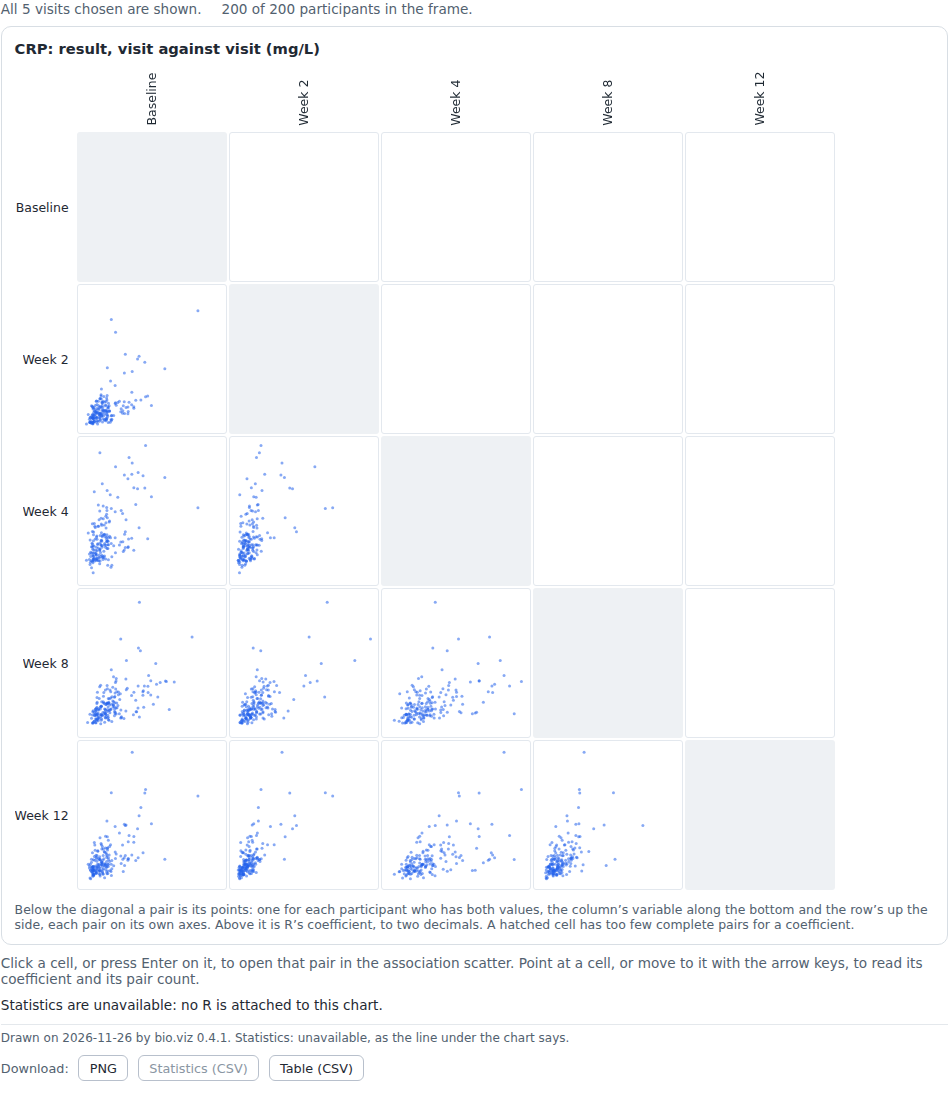 All 5 visits chosen are shown. 200 of 200 participants in the frame.
CRP: result, visit against visit (mg/L)
Baseline
Week 2
Week 4
Week 8
Week 12
Baseline
Week 2
Week 4
Week 8
Week 12
Below the diagonal a pair is its points: one for each participant who has both values, the column’s variable along the bottom and the row’s up the
side, each pair on its own axes. Above it is R’s coefficient, to two decimals. A hatched cell has too few complete pairs for a coefficient.
Click a cell, or press Enter on it, to open that pair in the association scatter. Point at a cell, or move to it with the arrow keys, to read its
coefficient and its pair count.
Statistics are unavailable: no R is attached to this chart.
Drawn on 2026-11-26 by bio.viz 0.4.1. Statistics: unavailable, as the line under the chart says.
Download: PNG Statistics (CSV) Table (CSV)